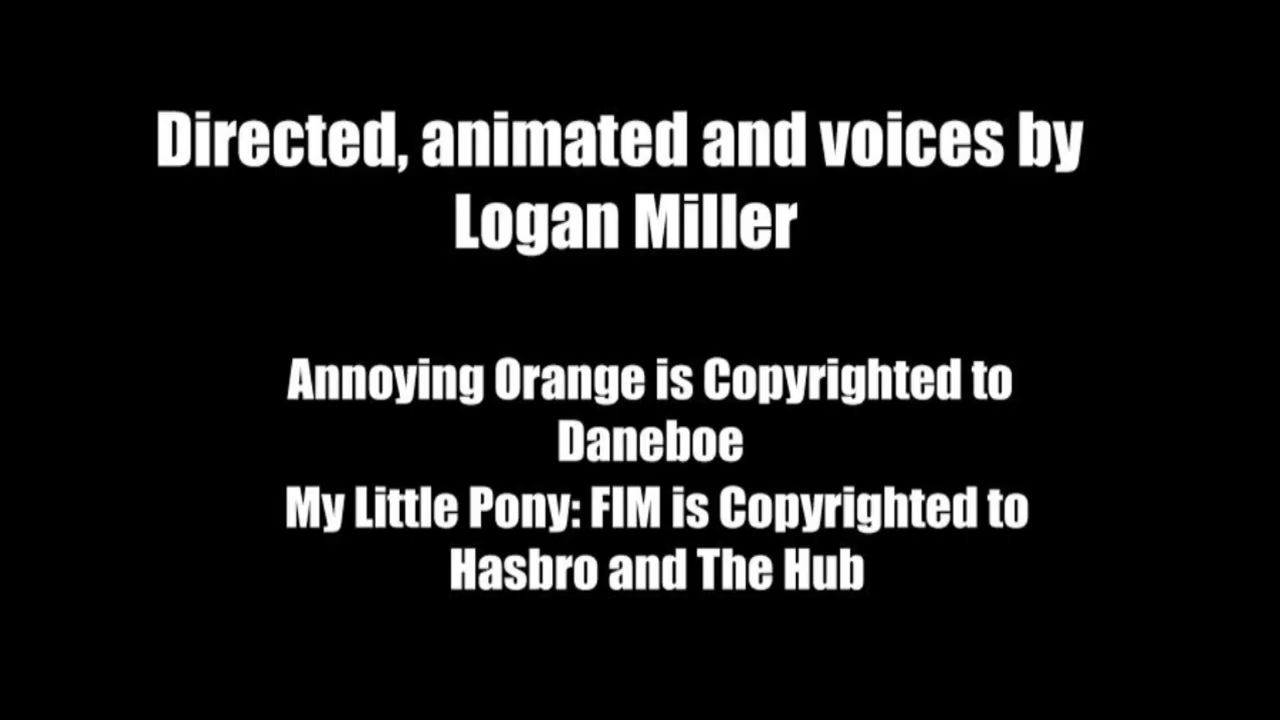 Directed, animated and voices by
Logan Miller
Annoying Orange is Copyrighted to
Daneboe
My Little Pony: FIM is Copyrighted to
Hasbro and The Hub